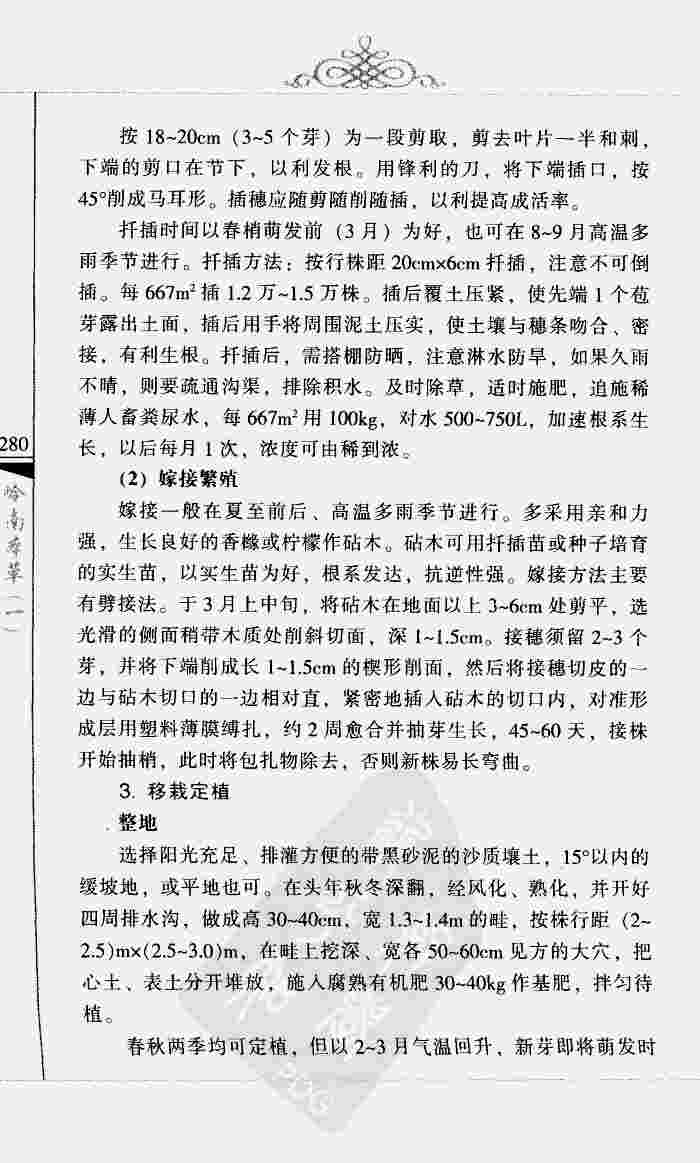 按 18~20cm（3~5 个芽）为一段剪取，剪去叶片一半和刺，
下端的剪口在节下，以利发根。用锋利的刀，将下端插口，按
45°削成马耳形。插穗应随剪随削随插，以利提高成活率。
扦插时间以春梢萌发前（3 月）为好，也可在 8~9 月高温多
雨季节进行。扦插方法：按行株距 20cm×6cm 扦插，注意不可倒
插。每 667m² 插 1.2 万~1.5 万株。插后覆土压紧，使先端 1 个苞
芽露出土面，插后用手将周围泥土压实，使土壤与穗条吻合、密
接，有利生根。扦插后，需搭棚防晒，注意淋水防旱，如果久雨
不晴，则要疏通沟渠，排除积水。及时除草，适时施肥，追施稀
薄人畜粪尿水，每 667m² 用 100kg，对水 500~750L，加速根系生
长，以后每月 1 次，浓度可由稀到浓。
（2）嫁接繁殖
嫁接一般在夏至前后、高温多雨季节进行。多采用亲和力
强，生长良好的香橼或柠檬作砧木。砧木可用扦插苗或种子培育
的实生苗，以实生苗为好，根系发达，抗逆性强。嫁接方法主要
有劈接法。于 3 月上中旬，将砧木在地面以上 3~6cm 处剪平，选
光滑的侧面稍带木质处削斜切面，深 1~1.5cm。接穗须留 2~3 个
芽，并将下端削成长 1~1.5cm 的楔形削面，然后将接穗切皮的一
边与砧木切口的一边相对直，紧密地插入砧木的切口内，对准形
成层用塑料薄膜缚扎，约 2 周愈合并抽芽生长，45~60 天，接株
开始抽梢，此时将包扎物除去，否则新株易长弯曲。
3. 移栽定植
整地
选择阳光充足、排灌方便的带黑砂泥的沙质壤土，15°以内的
缓坡地，或平地也可。在头年秋冬深翻，经风化、熟化，并开好
四周排水沟，做成高 30~40cm，宽 1.3~1.4m 的畦，按株行距（2~
2.5)m×(2.5~3.0)m，在畦上挖深、宽各 50~60cm 见方的大穴，把
心土、表土分开堆放，施入腐熟有机肥 30~40kg 作基肥，拌匀待
植。
春秋两季均可定植，但以 2~3 月气温回升，新芽即将萌发时
280
岭南本草（一）